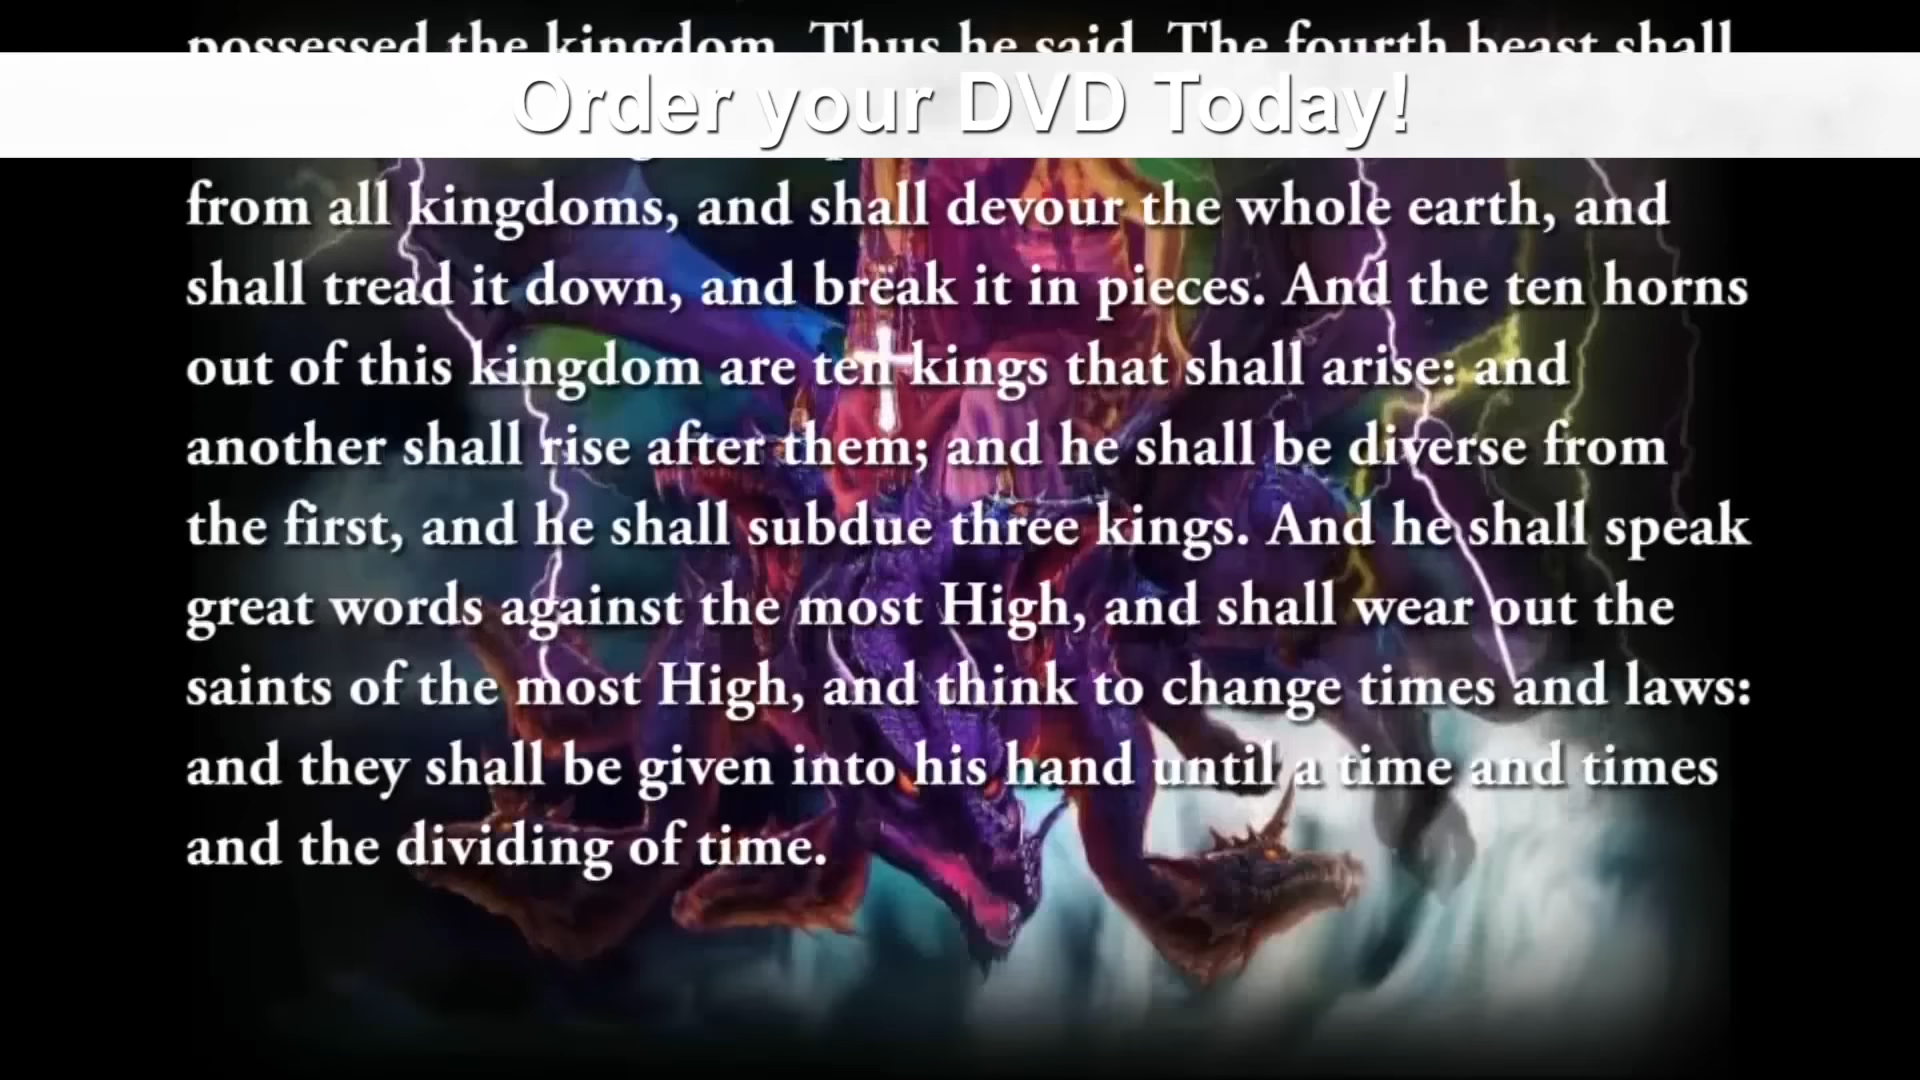 possessed the kingdom. Thus he said, The fourth beast shall
Order your DVD Today!
from all kingdoms, and shall devour the whole earth, and
shall tread it down, and break it in pieces. And the ten horns
out of this kingdom are ten kings that shall arise: and
another shall rise after them; and he shall be diverse from
the first, and he shall subdue three kings. And he shall speak
great words against the most High, and shall wear out the
saints of the most High, and think to change times and laws:
and they shall be given into his hand until a time and times
and the dividing of time.